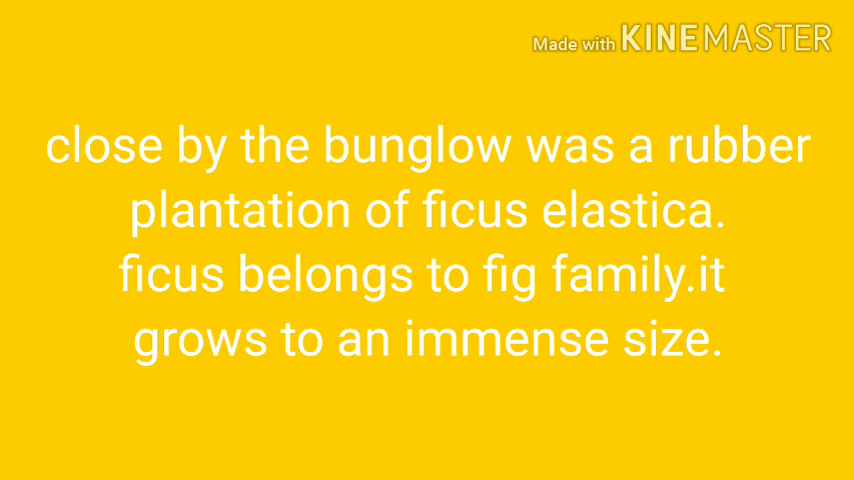 Made with KINEMASTER
close by the bunglow was a rubber
plantation of ficus elastica.
ficus belongs to fig family.it
grows to an immense size.